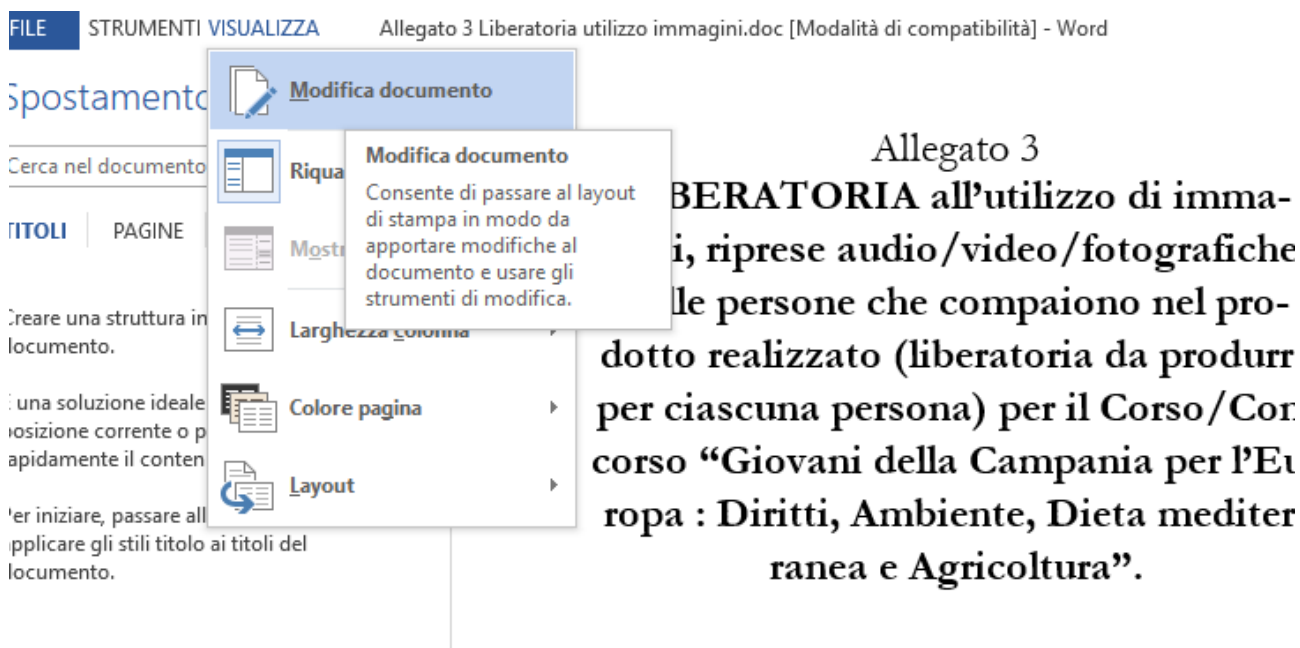 FILE STRUMENTI VISUALIZZA Allegato 3 Liberatoria utilizzo immagini.doc [Modalità di compatibilità] - Word
Spostamento
Cerca nel documento
TITOLI PAGINE
Creare una struttura in
documento.
una soluzione ideale
posizione corrente o p
rapidamente il conten
Per iniziare, passare all
applicare gli stili titolo ai titoli del
documento.
Modifica documento
Riqua
Most
Larghezza colonna
Colore pagina
Layout
Modifica documento
Consente di passare al layout
di stampa in modo da
apportare modifiche al
documento e usare gli
strumenti di modifica.
Allegato 3
BERATORIA all’utilizzo di imma-
i, riprese audio/video/fotografiche
le persone che compaiono nel pro-
dotto realizzato (liberatoria da produrr
per ciascuna persona) per il Corso/Con
corso “Giovani della Campania per l’Eu
ropa : Diritti, Ambiente, Dieta mediter
ranea e Agricoltura”.